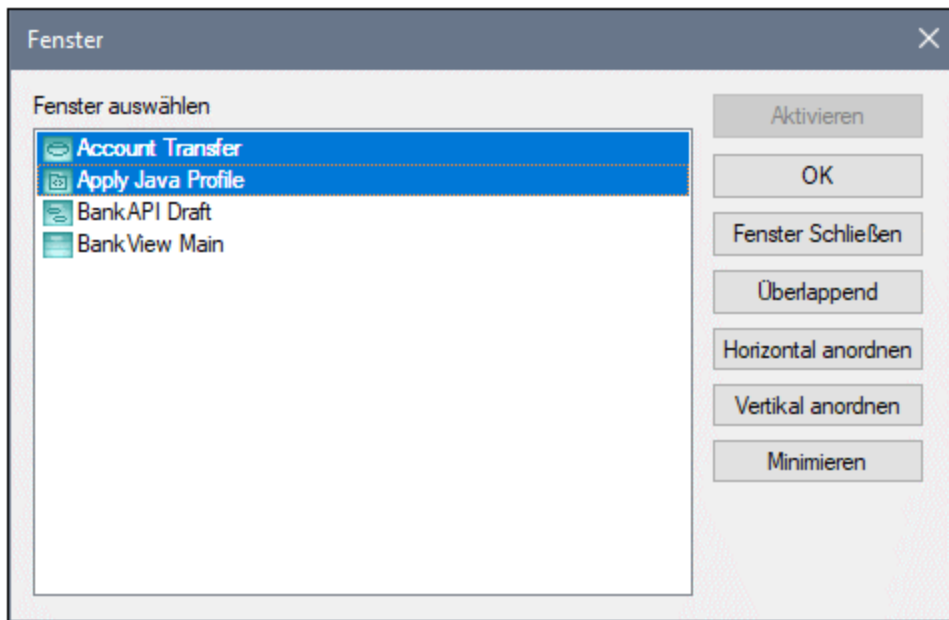 Fenster
Fenster auswählen
Account Transfer
Apply Java Profile
BankAPI Draft
BankView Main
Aktivieren
OK
Fenster Schließen
Überlappend
Horizontal anordnen
Vertikal anordnen
Minimieren